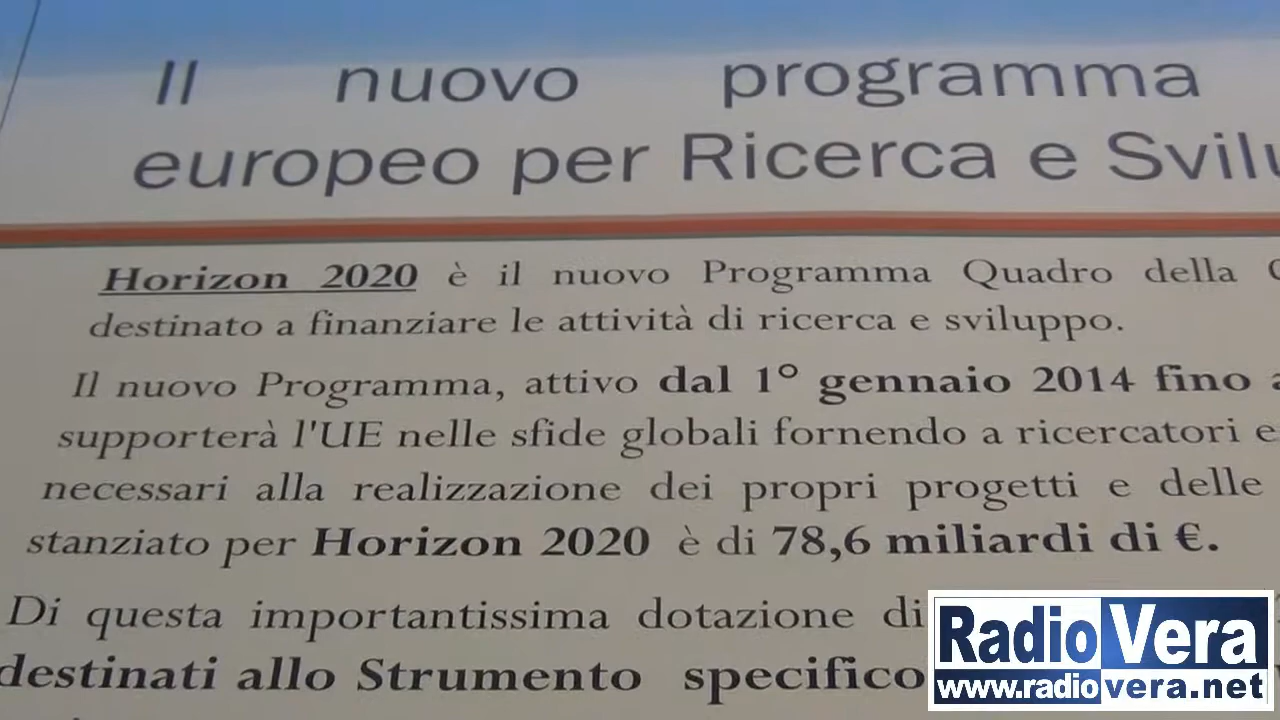 Il nuovo programma
europeo per Ricerca e Svilu
Horizon 2020 è il nuovo Programma Quadro della C
destinato a finanziare le attività di ricerca e sviluppo.
Il nuovo Programma, attivo dal 1° gennaio 2014 fino a
supporterà l'UE nelle sfide globali fornendo a ricercatori e
necessari alla realizzazione dei propri progetti e delle
stanziato per Horizon 2020 è di 78,6 miliardi di €.
Di questa importantissima dotazione di
destinati allo Strumento specifico
RadioVera
www.radiovera.net